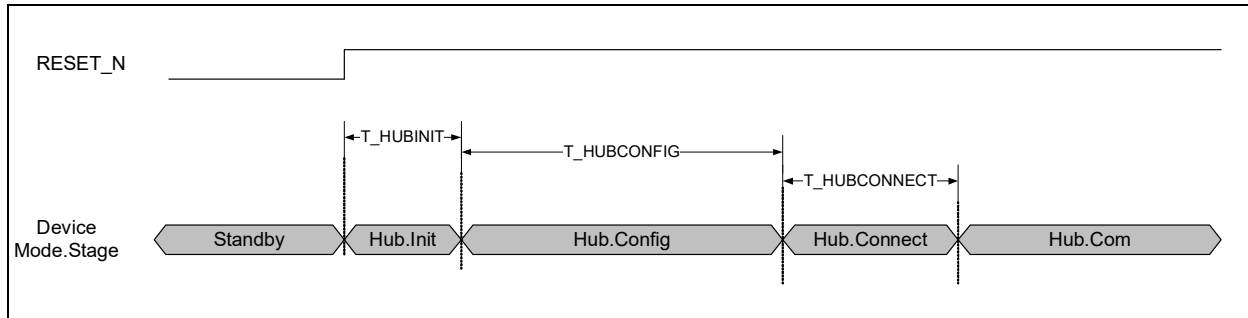 RESET_N
T_HUBINIT
T_HUBCONFIG
T_HUBCONNECT
Device
Mode.Stage
Standby
Hub.Init
Hub.Config
Hub.Connect
Hub.Com